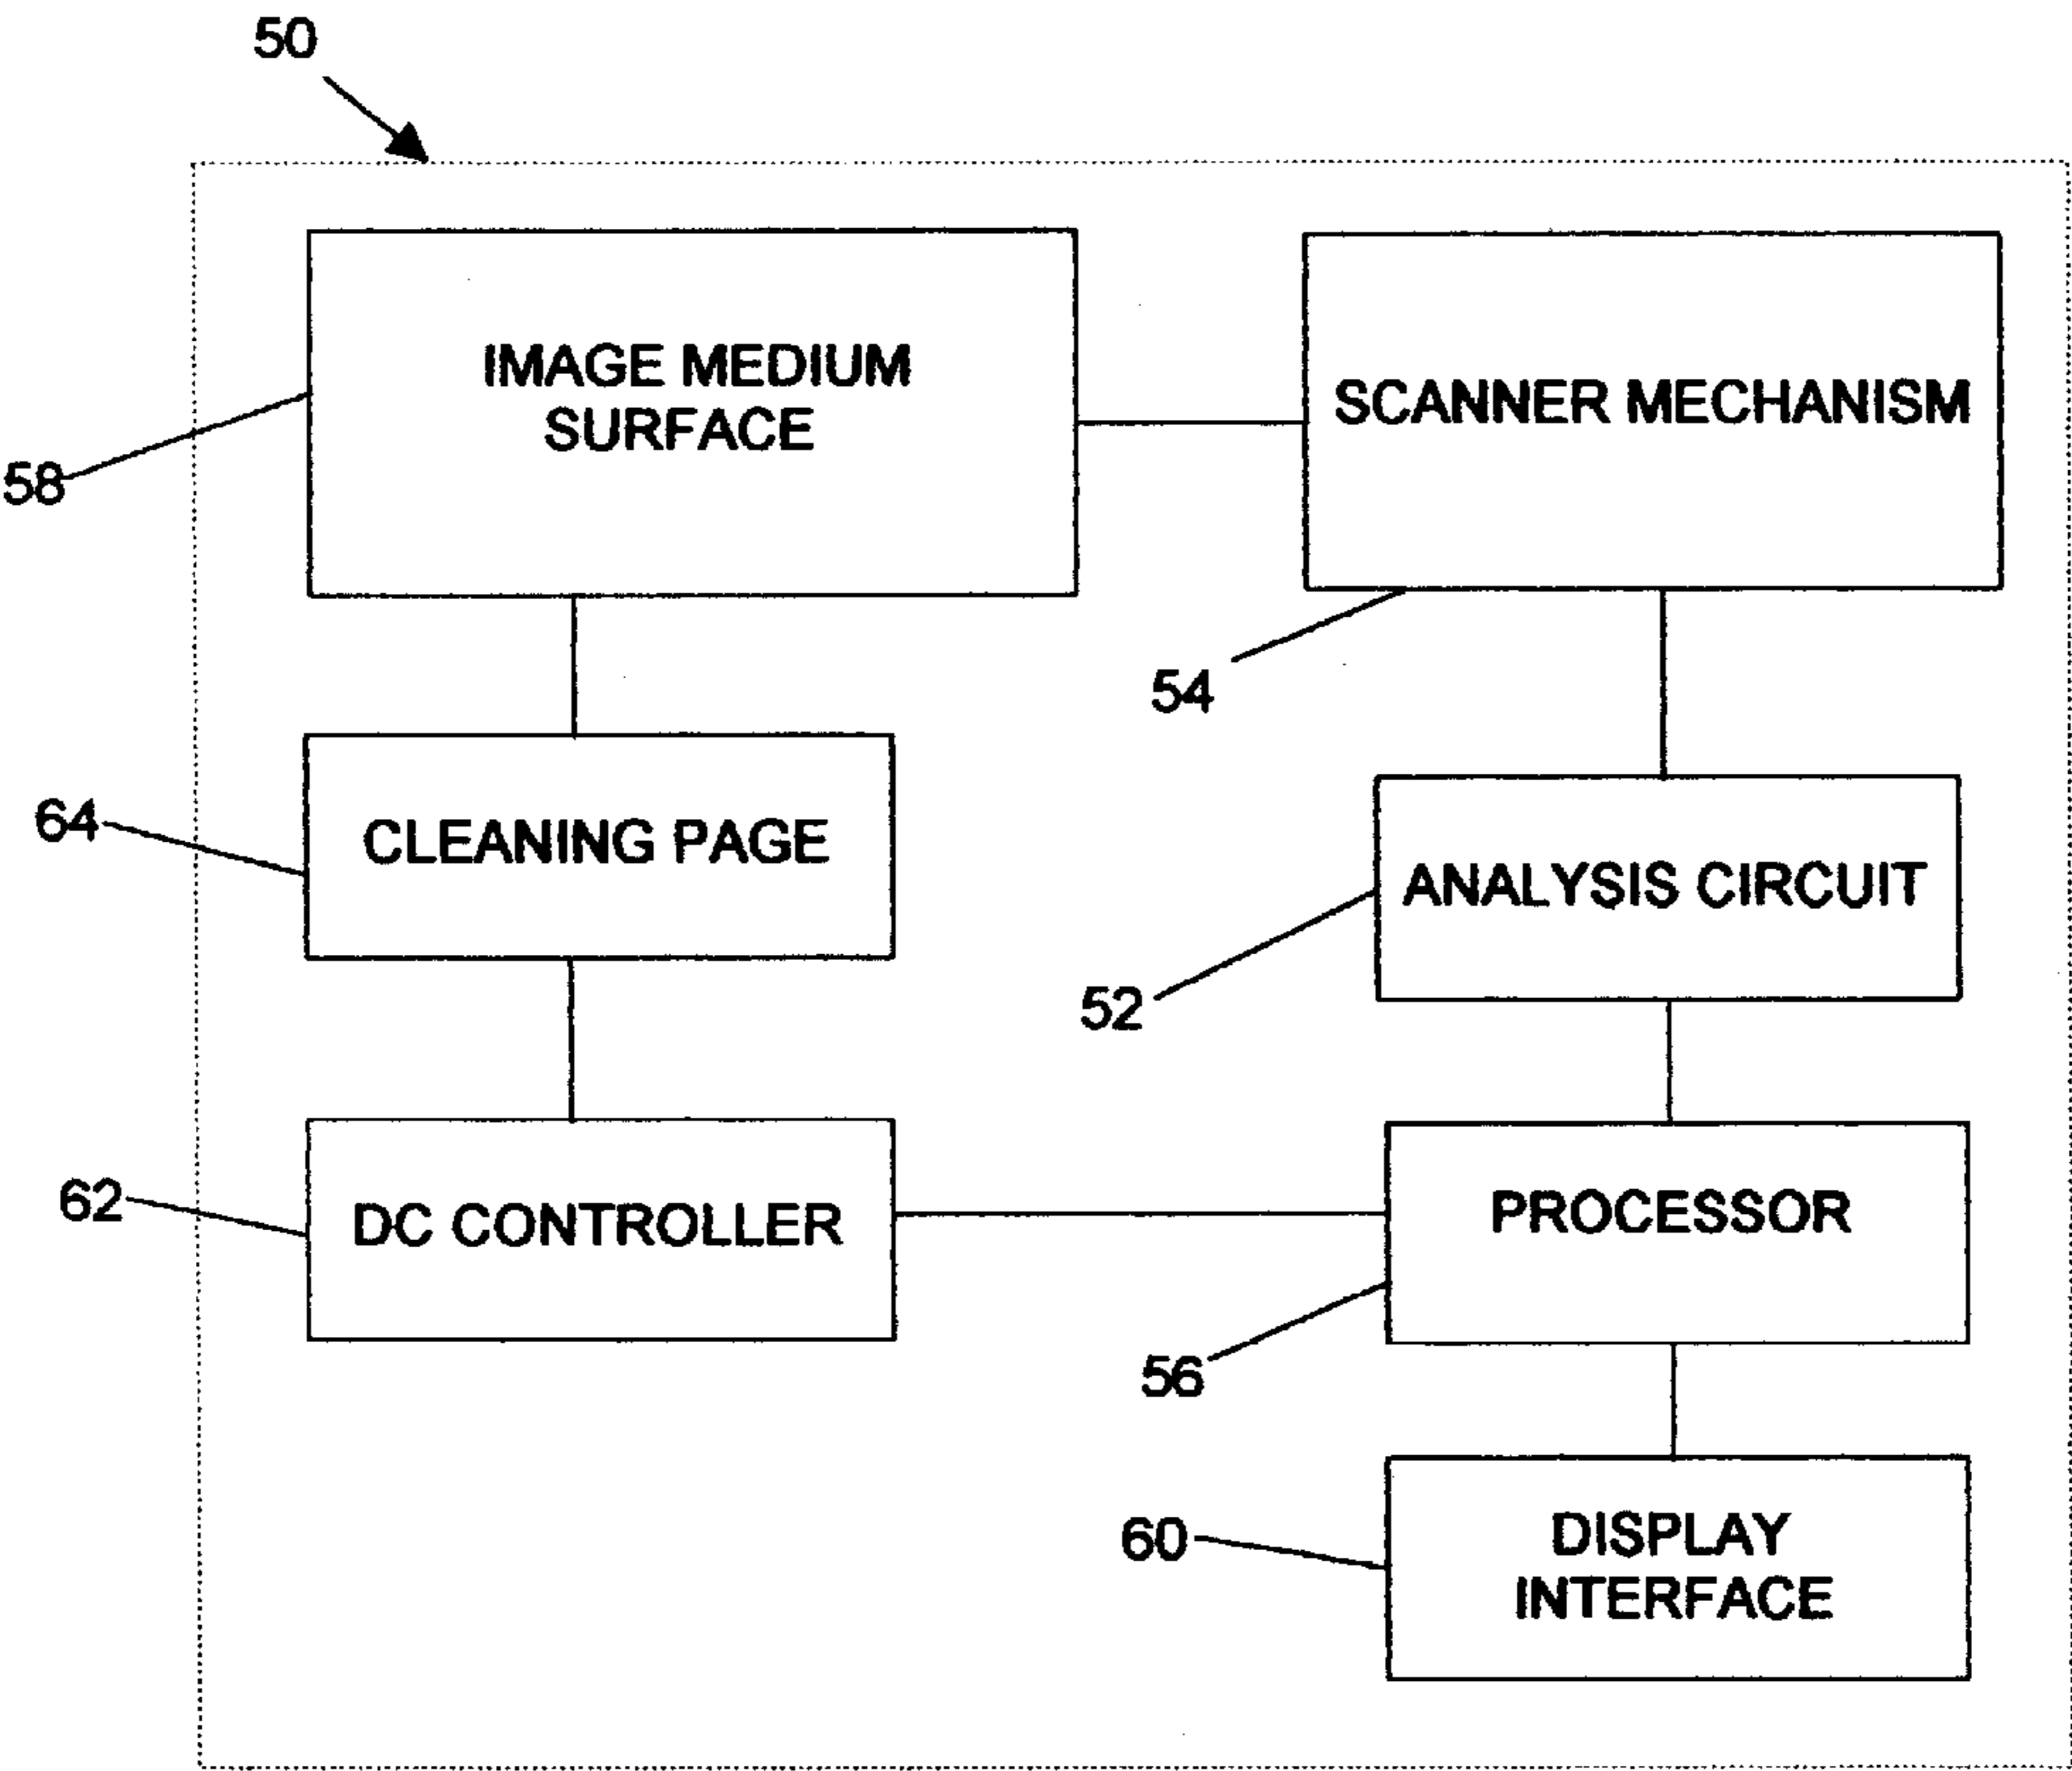 50
IMAGE MEDIUM
SURFACE
SCANNER MECHANISM
58
54
CLEANING PAGE
64
ANALYSIS CIRCUIT
52
DC CONTROLLER
62
PROCESSOR
56
DISPLAY
INTERFACE
60